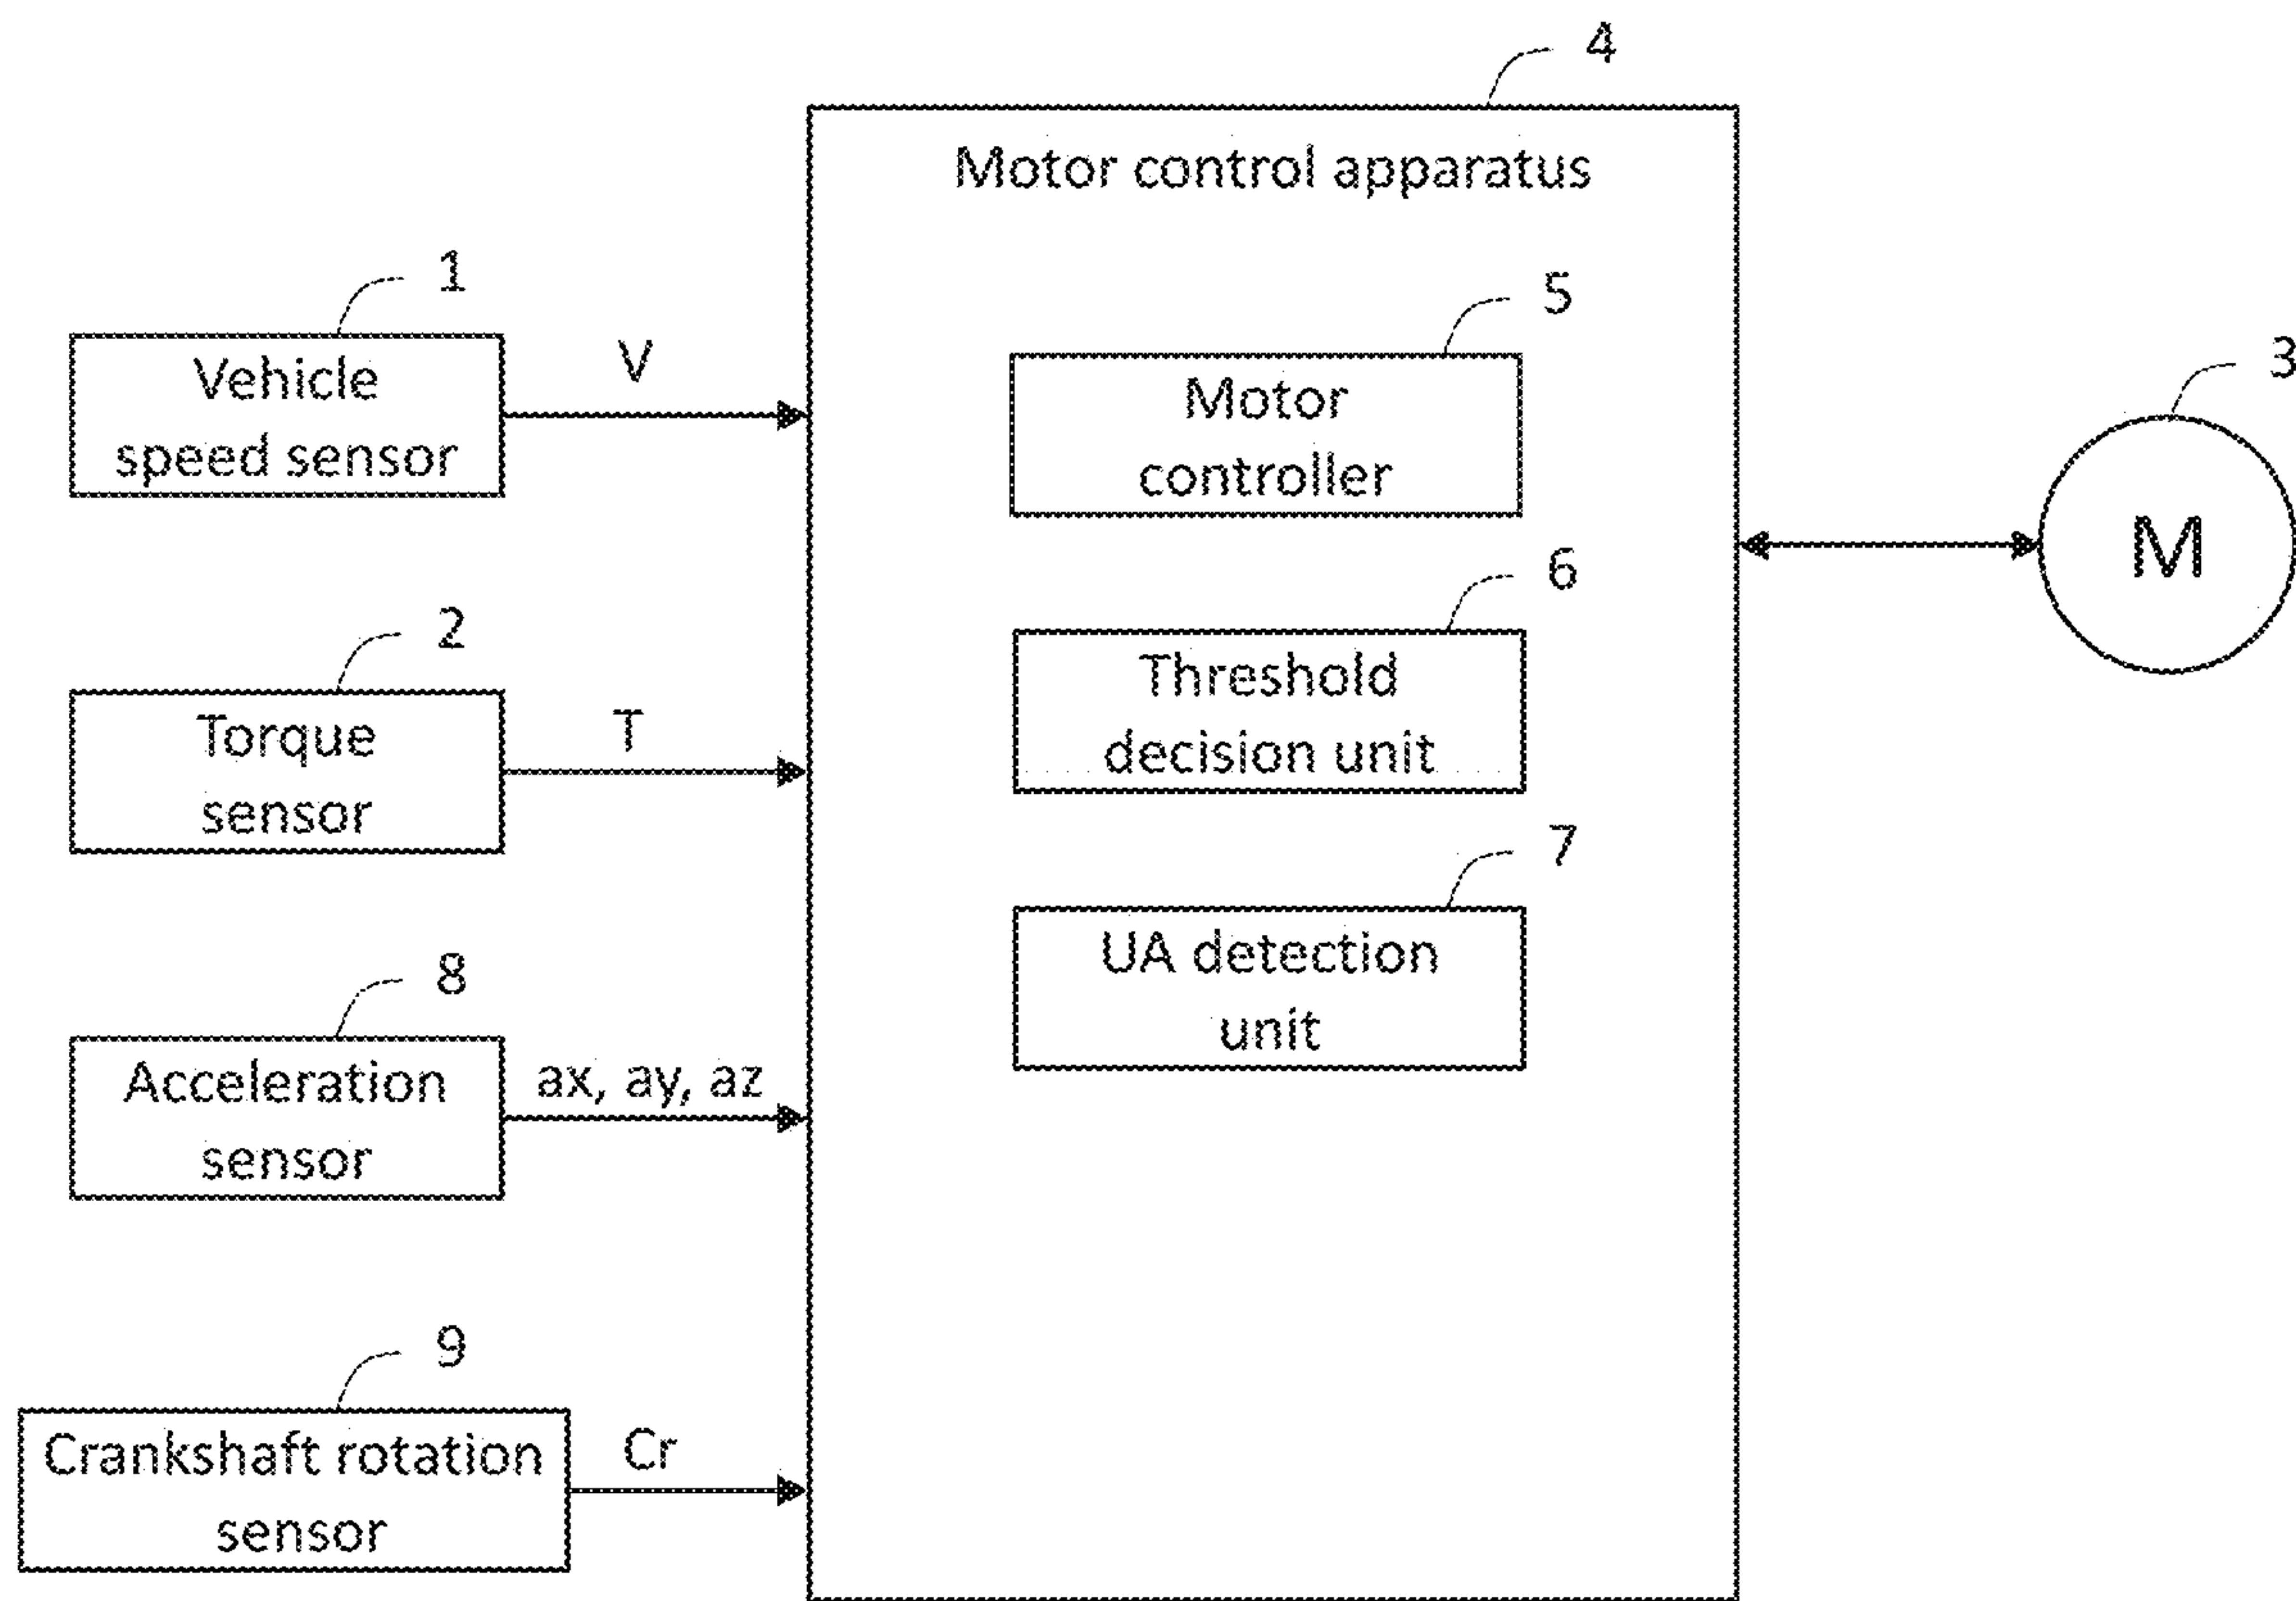 4
Motor control apparatus
1
Vehicle
speed sensor
V
5
Motor
controller
3
M
2
Torque
sensor
T
6
Threshold
decision unit
7
UA detection
unit
8
Acceleration
sensor
ax, ay, az
9
Crankshaft rotation
sensor
Cr